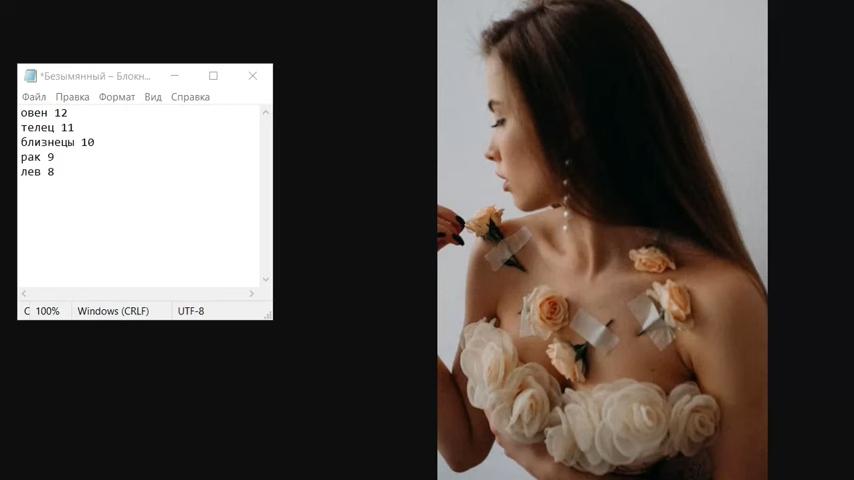 *Безымянный – Блокн...
Файл Правка Формат Вид Справка
овен 12
телец 11
близнецы 10
рак 9
лев 8
С 100% Windows (CRLF) UTF-8